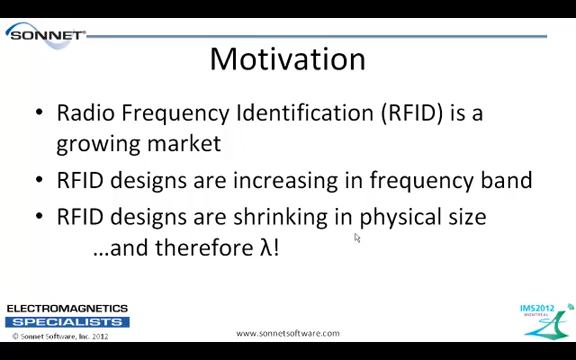 SONNET
Motivation
• Radio Frequency Identification (RFID) is a
growing market
• RFID designs are increasing in frequency band
• RFID designs are shrinking in physical size
...and therefore λ!
ELECTROMAGNETICS
SPECIALISTS
© Sonnet Software, Inc. 2012
www.sonnetsoftware.com
IMS2012
MONTREAL